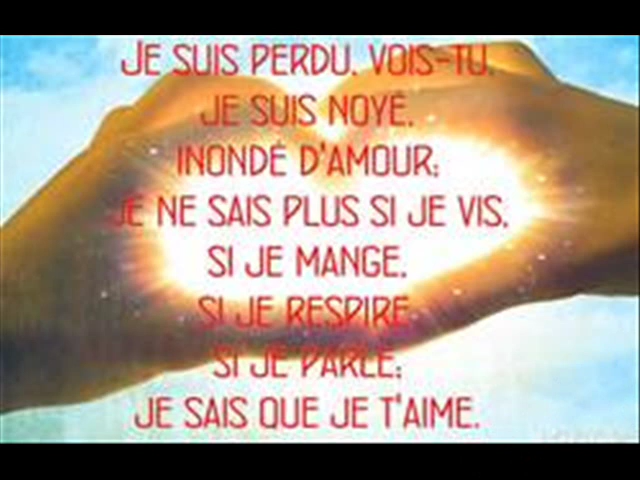 JE SUIS PERDU, VOIS-TU,
JE SUIS NOYÉ,
INONDÉ D'AMOUR;
JE NE SAIS PLUS SI JE VIS,
SI JE MANGE,
SI JE RESPIRE,
SI JE PARLE;
JE SAIS QUE JE T'AIME.